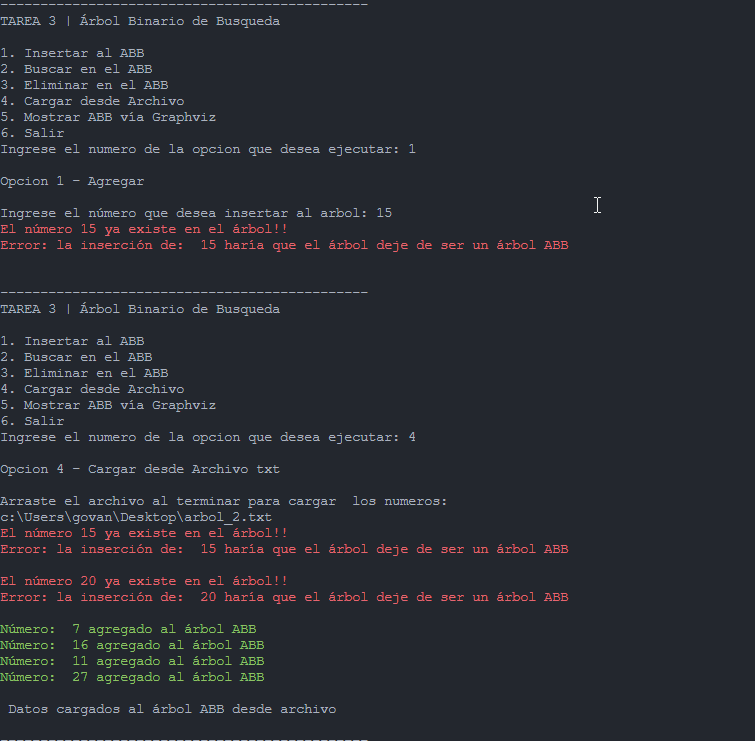 ----------------------------------------------
TAREA 3 | Árbol Binario de Busqueda
1. Insertar al ABB
2. Buscar en el ABB
3. Eliminar en el ABB
4. Cargar desde Archivo
5. Mostrar ABB vía Graphviz
6. Salir
Ingrese el numero de la opcion que desea ejecutar: 1
Opcion 1 - Agregar
Ingrese el número que desea insertar al arbol: 15
El número 15 ya existe en el árbol!!
Error: la inserción de:  15 haría que el árbol deje de ser un árbol ABB
----------------------------------------------
TAREA 3 | Árbol Binario de Busqueda
1. Insertar al ABB
2. Buscar en el ABB
3. Eliminar en el ABB
4. Cargar desde Archivo
5. Mostrar ABB vía Graphviz
6. Salir
Ingrese el numero de la opcion que desea ejecutar: 4
Opcion 4 - Cargar desde Archivo txt
Arraste el archivo al terminar para cargar  los numeros:
c:\Users\govan\Desktop\arbol_2.txt
El número 15 ya existe en el árbol!!
Error: la inserción de:  15 haría que el árbol deje de ser un árbol ABB
El número 20 ya existe en el árbol!!
Error: la inserción de:  20 haría que el árbol deje de ser un árbol ABB
Número:  7 agregado al árbol ABB
Número:  16 agregado al árbol ABB
Número:  11 agregado al árbol ABB
Número:  27 agregado al árbol ABB
Datos cargados al árbol ABB desde archivo
----------------------------------------------